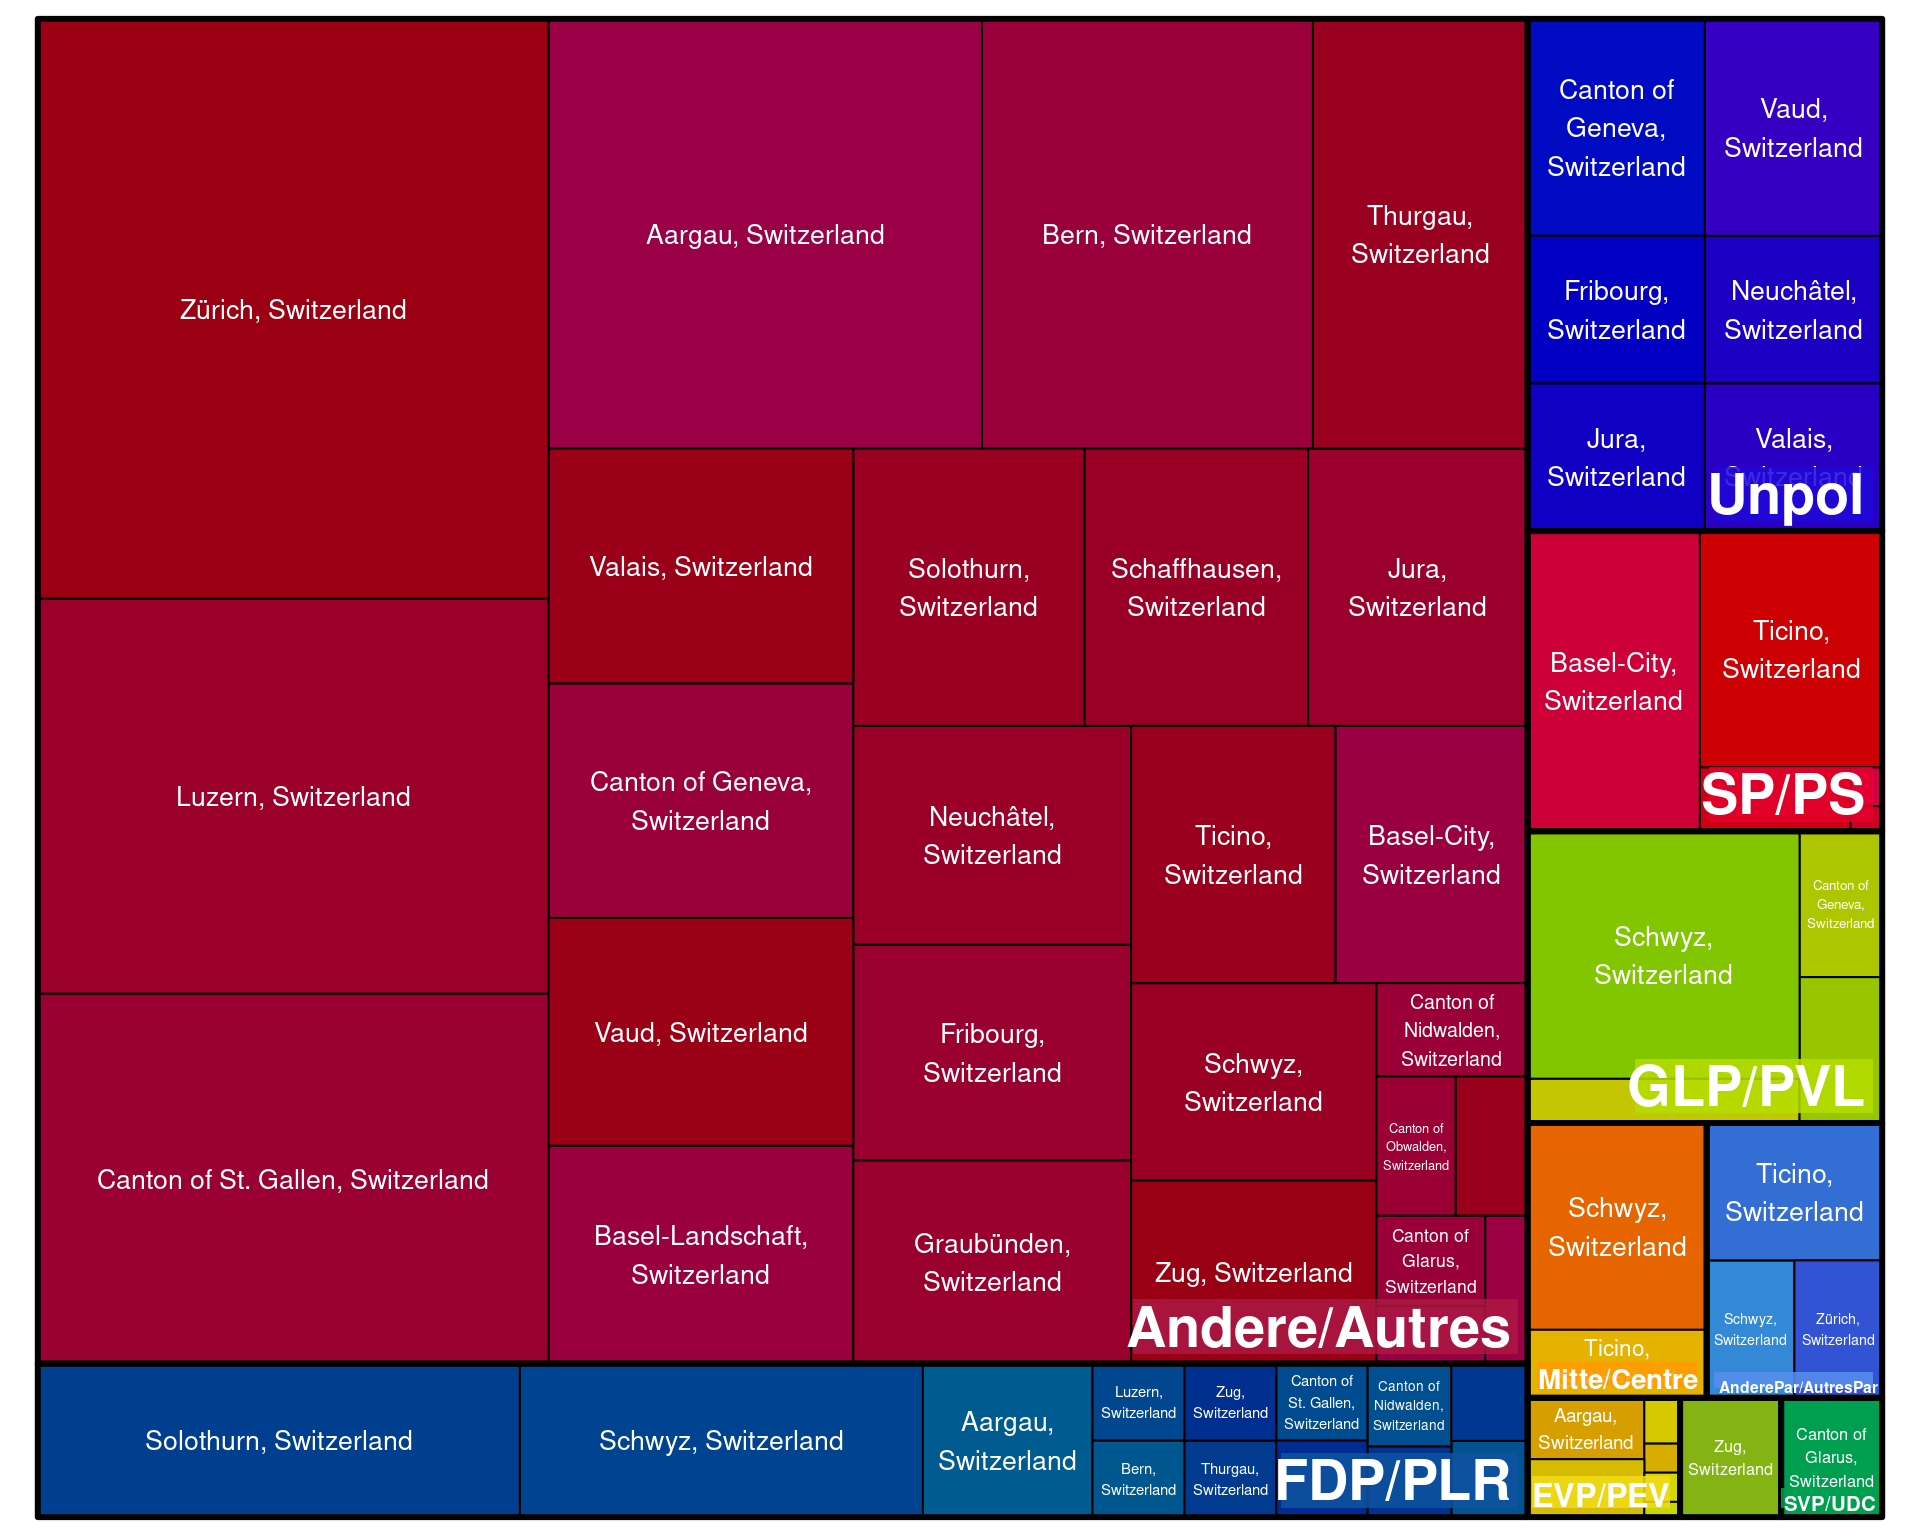 Zürich, Switzerland
Luzern, Switzerland
Canton of St. Gallen, Switzerland
Aargau, Switzerland
Bern, Switzerland
Thurgau,
Switzerland
Valais, Switzerland
Canton of Geneva,
Switzerland
Vaud, Switzerland
Basel-Landschaft,
Switzerland
Solothurn,
Switzerland
Schaffhausen,
Switzerland
Jura,
Switzerland
Neuchâtel,
Switzerland
Fribourg,
Switzerland
Graubünden,
Switzerland
Ticino,
Switzerland
Basel-City,
Switzerland
Schwyz,
Switzerland
Zug, Switzerland
Canton of
Nidwalden,
Switzerland
Canton of
Obwalden,
Switzerland
Canton of
Glarus,
Switzerland
Andere/Autres
Solothurn, Switzerland
Schwyz, Switzerland
Aargau,
Switzerland
Luzern,
Switzerland
Bern,
Switzerland
Zug,
Switzerland
Thurgau,
Switzerland
Canton of
St. Gallen,
Switzerland
Canton of
Nidwalden,
Switzerland
FDP/PLR
Canton of
Geneva,
Switzerland
Vaud,
Switzerland
Fribourg,
Switzerland
Neuchâtel,
Switzerland
Jura,
Switzerland
Valais,
Switzerland
Unpol
Basel-City,
Switzerland
Ticino,
Switzerland
SP/PS
Schwyz,
Switzerland
Canton of
Geneva,
Switzerland
GLP/PVL
Schwyz,
Switzerland
Ticino,
Mitte/Centre
Ticino,
Switzerland
Schwyz,
Switzerland
Zürich,
Switzerland
AnderePar/AutresPar
Aargau,
Switzerland
EVP/PEV
Zug,
Switzerland
Canton of
Glarus,
Switzerland
SVP/UDC